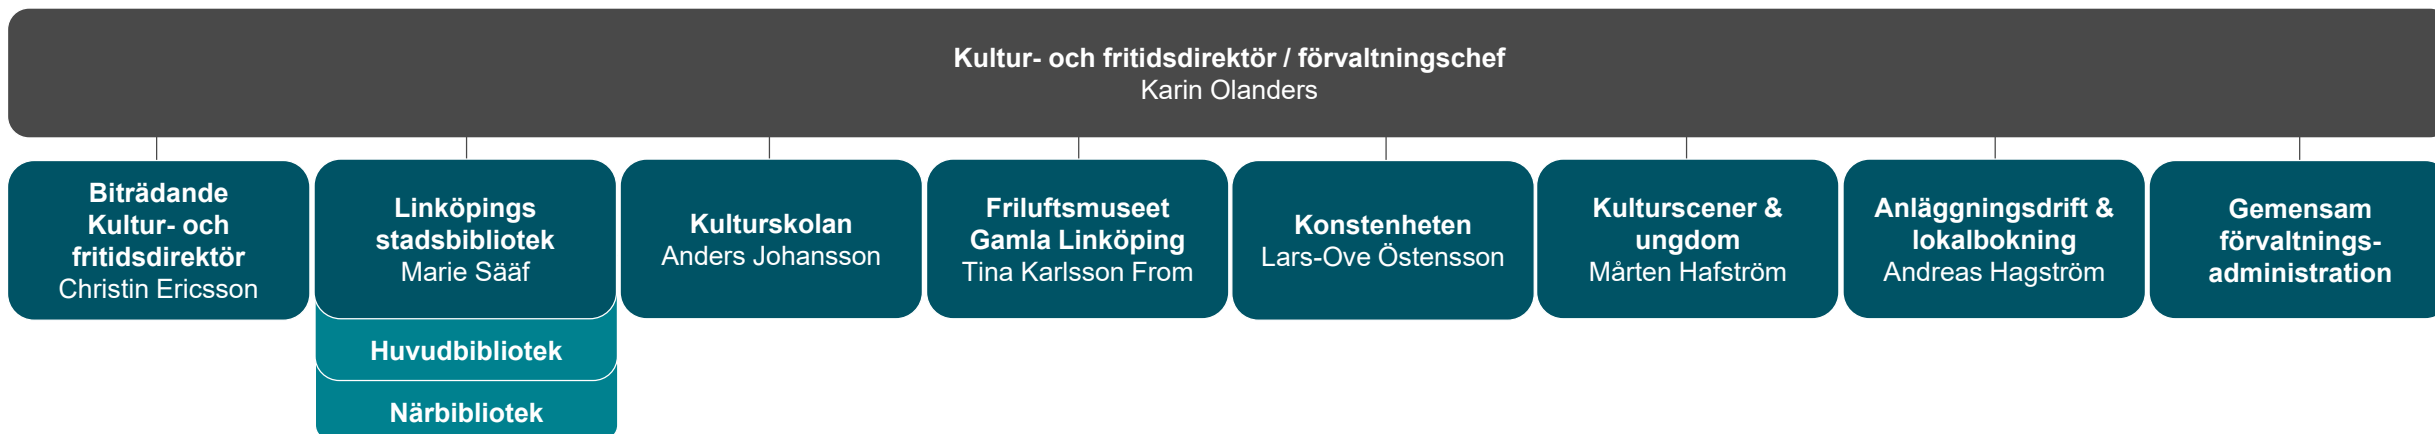 Kultur- och fritidsdirektör / förvaltningschef
Karin Olanders
Biträdande
Kultur- och
fritidsdirektör
Christin Ericsson
Linköpings
stadsbibliotek
Marie Sääf
Huvudbibliotek
Närbibliotek
Kulturskolan
Anders Johansson
Friluftsmuseet
Gamla Linköping
Tina Karlsson From
Konstenheten
Lars-Ove Östensson
Kulturscener &
ungdom
Mårten Hafström
Anläggningsdrift &
lokalbokning
Andreas Hagström
Gemensam
förvaltnings-
administration